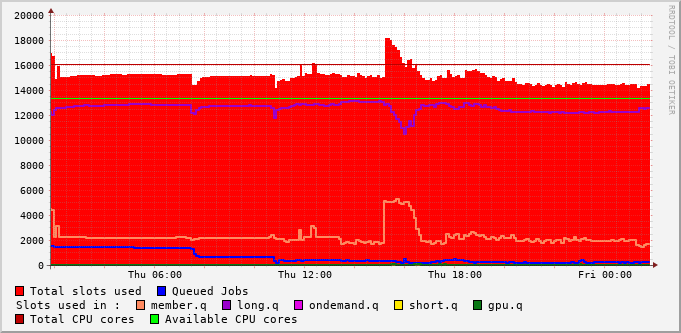 20000
18000
16000
14000
12000
10000
8000
6000
4000
2000
0
Thu 06:00 Thu 12:00 Thu 18:00 Fri 00:00
Total slots used Queued Jobs
Slots used in : member.q long.q ondemand.q short.q gpu.q
Total CPU cores Available CPU cores
RRDTOOL / TOBI OETIKER